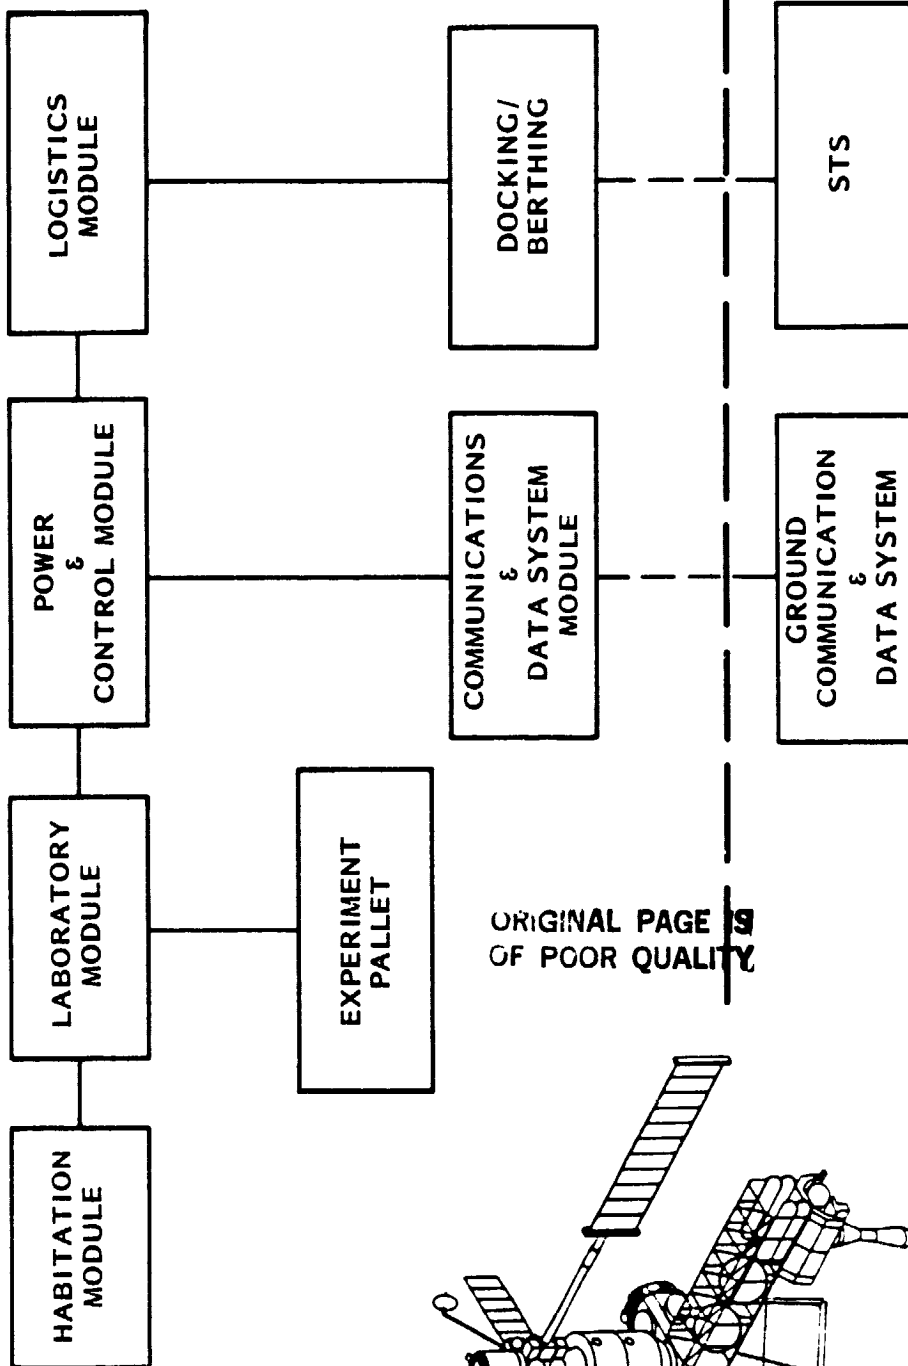 HABITATION
MODULE
LABORATORY
MODULE
POWER
&
CONTROL MODULE
LOGISTICS
MODULE
EXPERIMENT
PALLET
COMMUNICATIONS
&
DATA SYSTEM
MODULE
DOCKING/
BERTHING
GROUND
COMMUNICATION
&
DATA SYSTEM
STS
ORIGINAL PAGE IS
OF POOR QUALITY